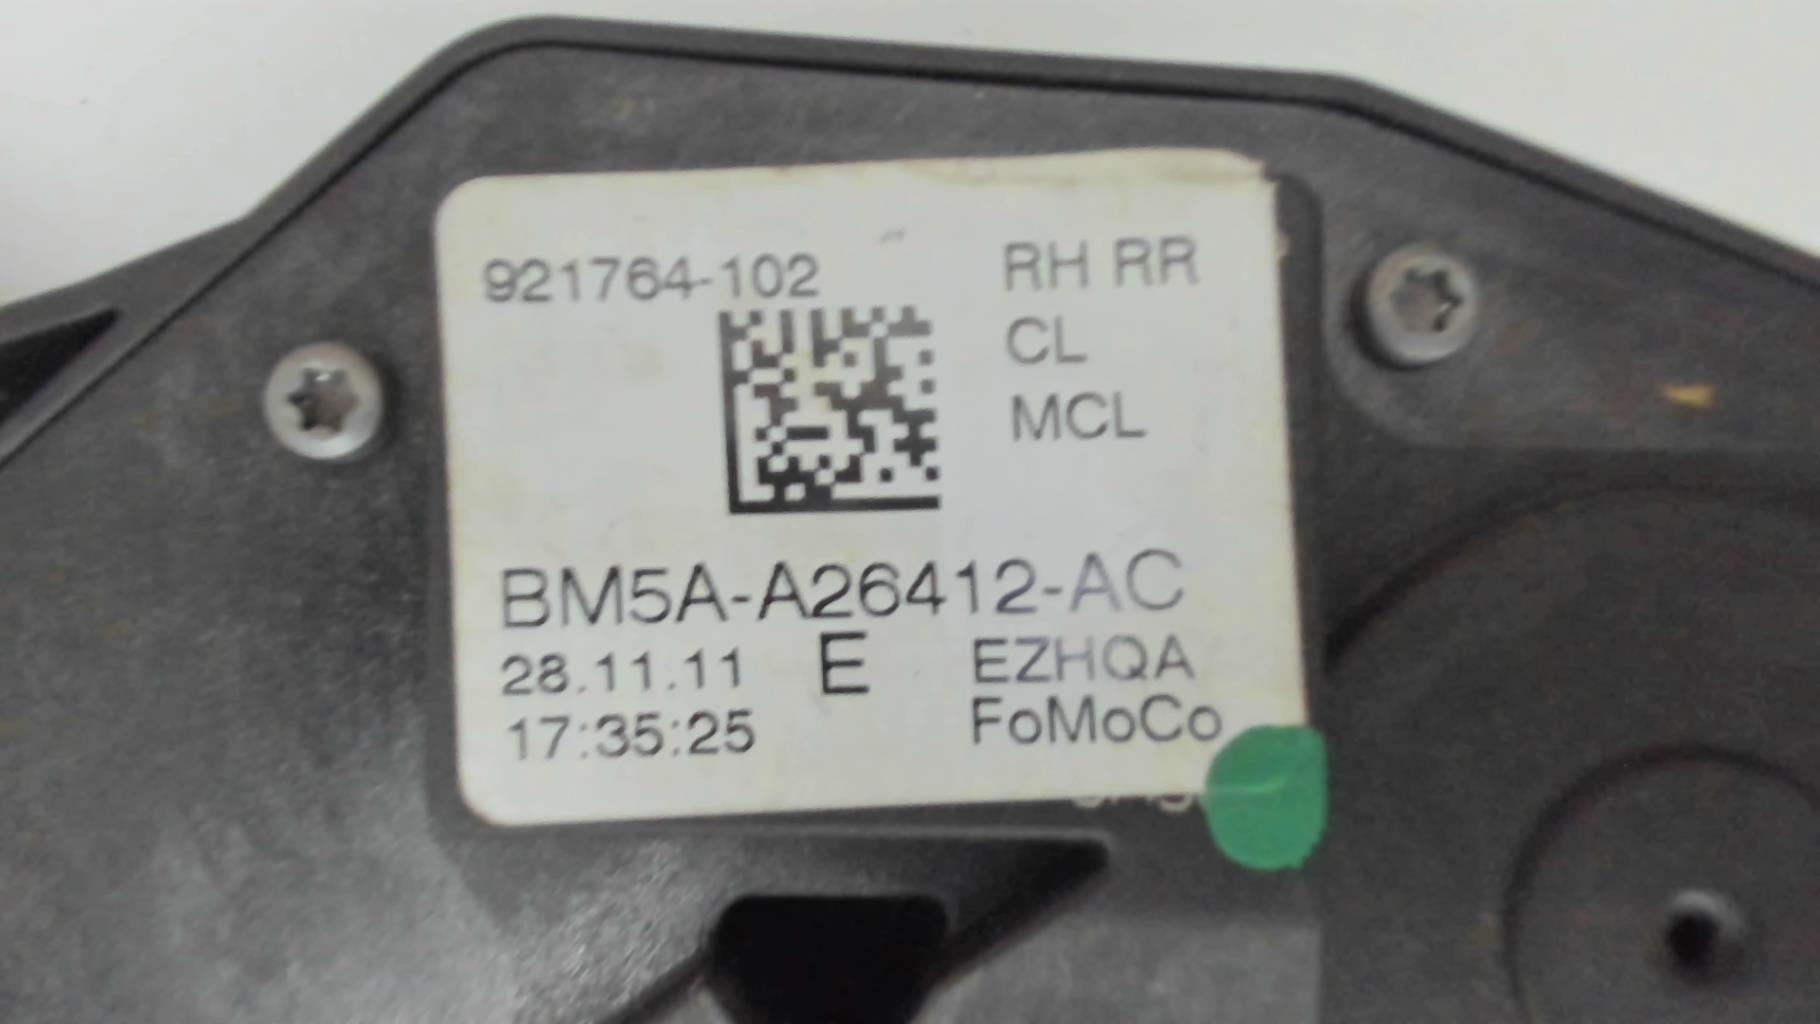 921764-102
RH RR
CL
MCL
BM5A-A26412-AC
28.11.11 E EZHQA
17:35:25 FoMoCo